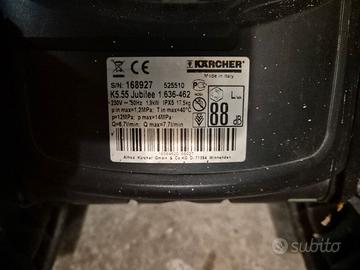 KÄRCHER
Made in Italy
S/N: 168927 525510
K5.55 Jubilee 1.636-462
230V ~ 50Hz 1,9kW IPX5 17,5kg
p in max=1,2MPa T in max=40°C
p=12MPa p max=14MPa
Q=6,7l/min Q max=7,7l/min
LWA
88
dB
Alfred Kärcher GmbH & Co.KG D-71364 Winnenden
subito